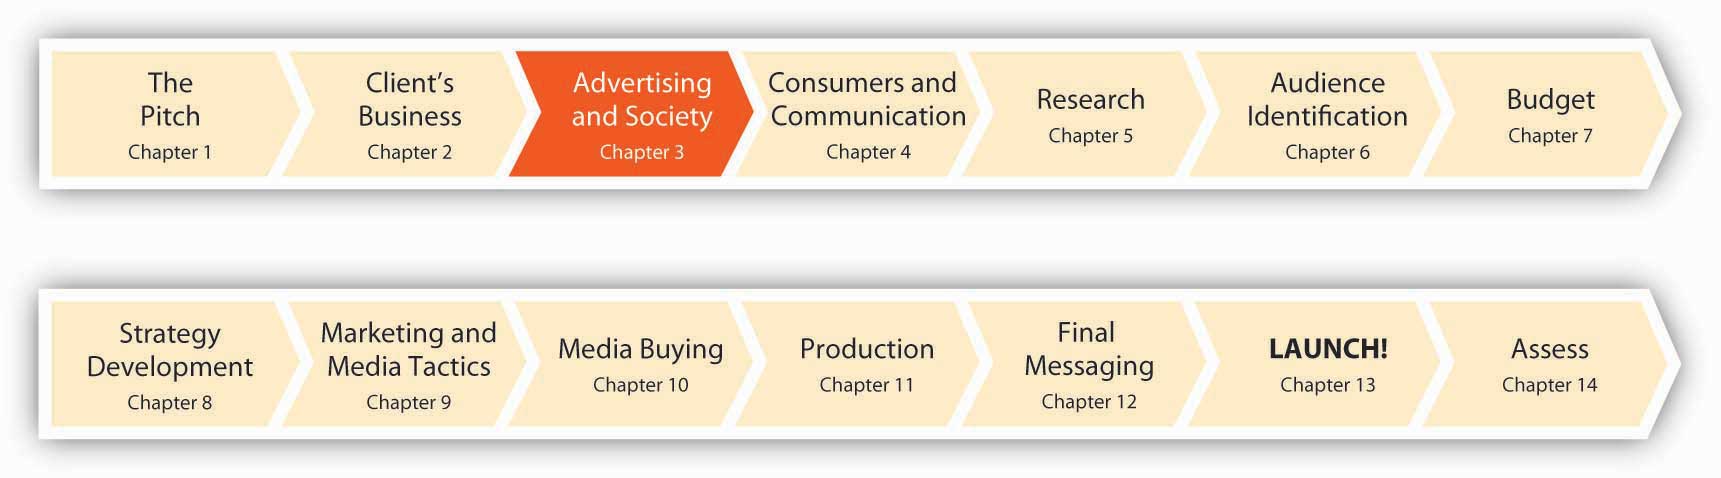 The
Pitch
Chapter 1
Client’s
Business
Chapter 2
Advertising
and Society
Chapter 3
Consumers and
Communication
Chapter 4
Research
Chapter 5
Audience
Identification
Chapter 6
Budget
Chapter 7
Strategy
Development
Chapter 8
Marketing and
Media Tactics
Chapter 9
Media Buying
Chapter 10
Production
Chapter 11
Final
Messaging
Chapter 12
LAUNCH!
Chapter 13
Assess
Chapter 14